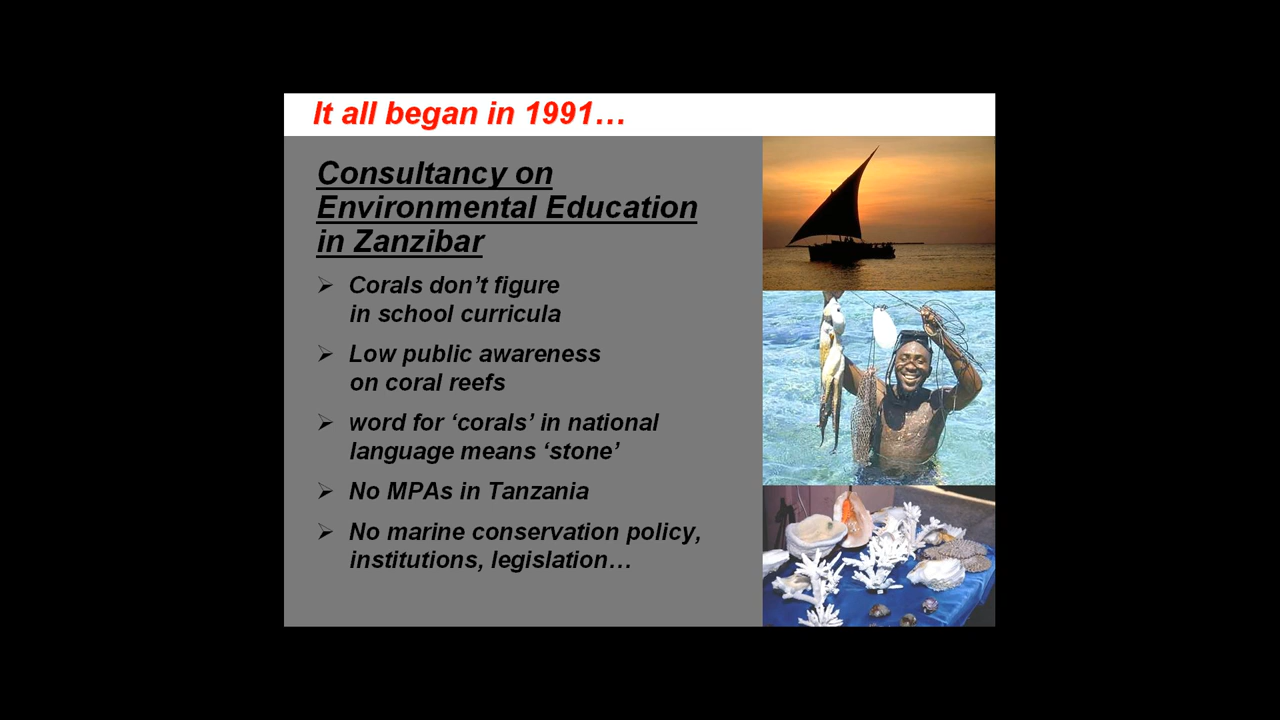 It all began in 1991…
Consultancy on
Environmental Education
in Zanzibar
➢ Corals don’t figure
in school curricula
➢ Low public awareness
on coral reefs
➢ word for ‘corals’ in national
language means ‘stone’
➢ No MPAs in Tanzania
➢ No marine conservation policy,
institutions, legislation…